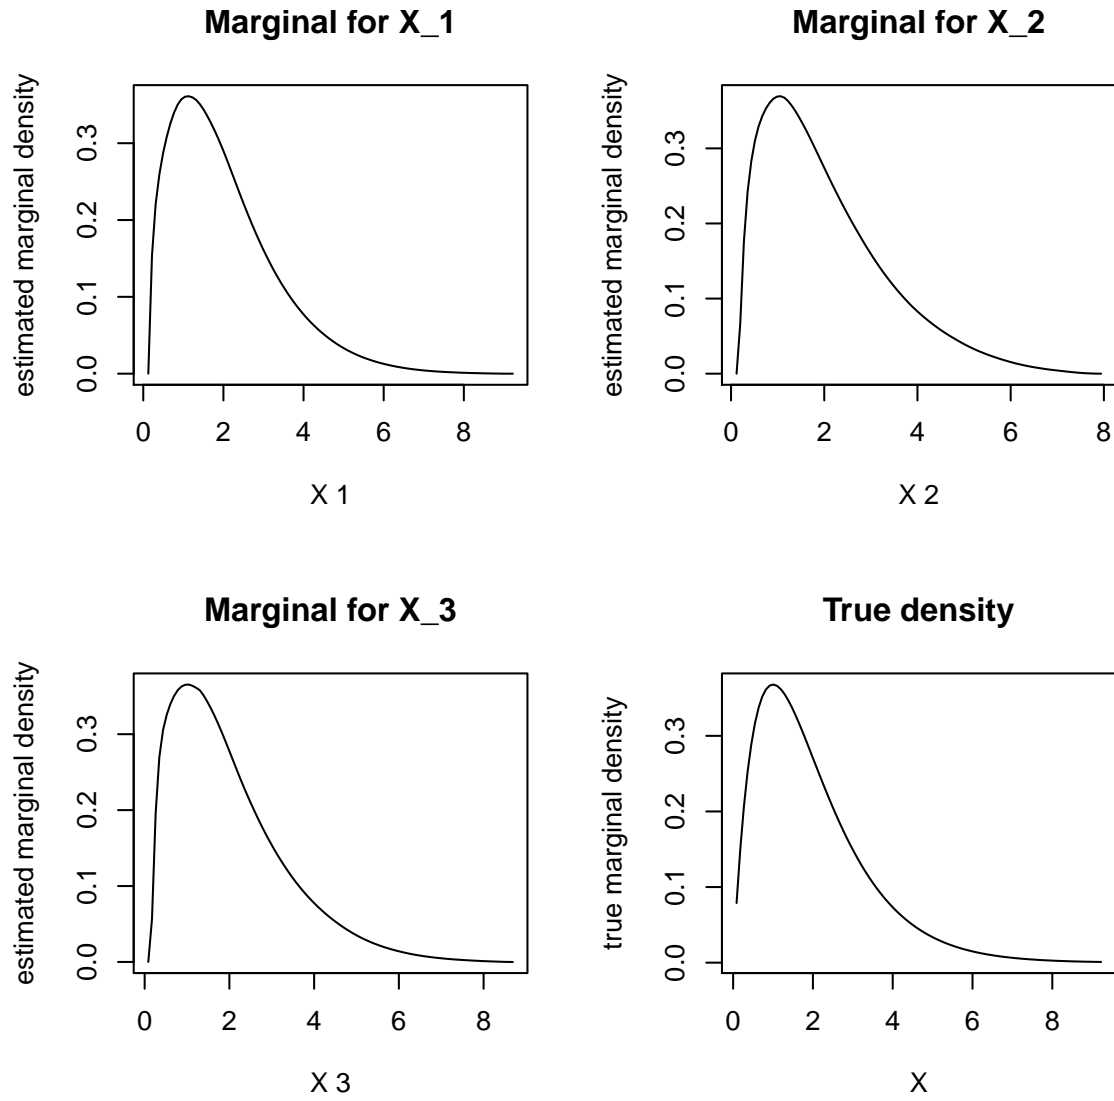 Marginal for X_1
estimated marginal density
0.0 0.1 0.2 0.3
0 2 4 6 8
X 1
Marginal for X_2
estimated marginal density
0.0 0.1 0.2 0.3
0 2 4 6 8
X 2
Marginal for X_3
estimated marginal density
0.0 0.1 0.2 0.3
0 2 4 6 8
X 3
True density
true marginal density
0.0 0.1 0.2 0.3
0 2 4 6 8
X